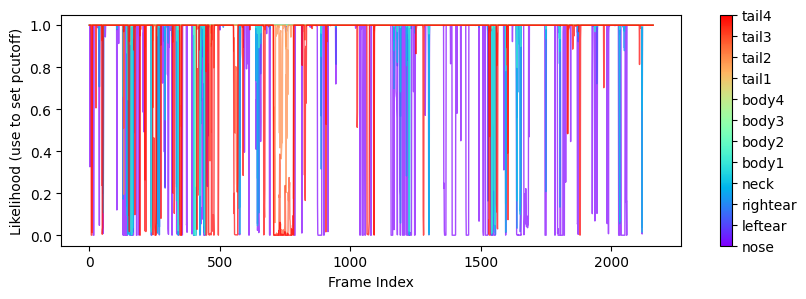 1.0
0.8
0.6
0.4
0.2
0.0
Likelihood (use to set pcutoff)
0
500
1000
1500
2000
Frame Index
tail4
tail3
tail2
tail1
body4
body3
body2
body1
neck
rightear
leftear
nose